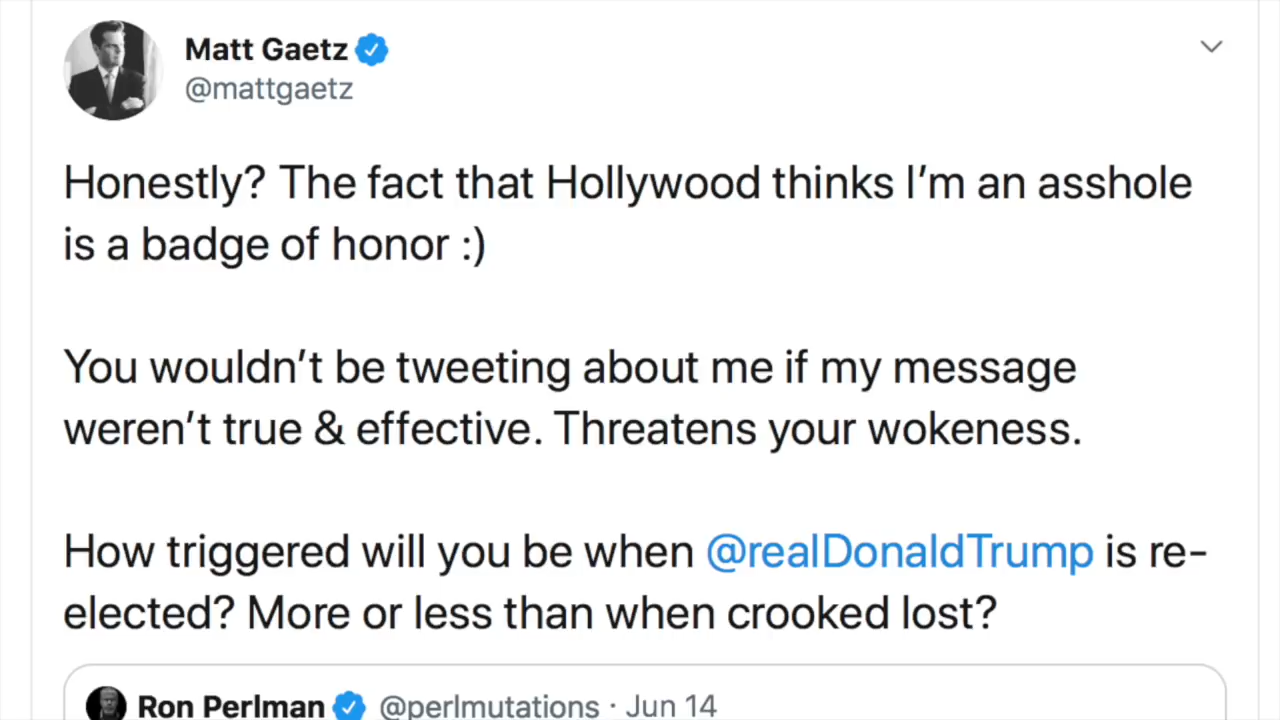 Matt Gaetz
@mattgaetz
Honestly? The fact that Hollywood thinks I’m an asshole
is a badge of honor :)
You wouldn’t be tweeting about me if my message
weren’t true & effective. Threatens your wokeness.
How triggered will you be when @realDonaldTrump is re-
elected? More or less than when crooked lost?
Ron Perlman @perlmutations · Jun 14